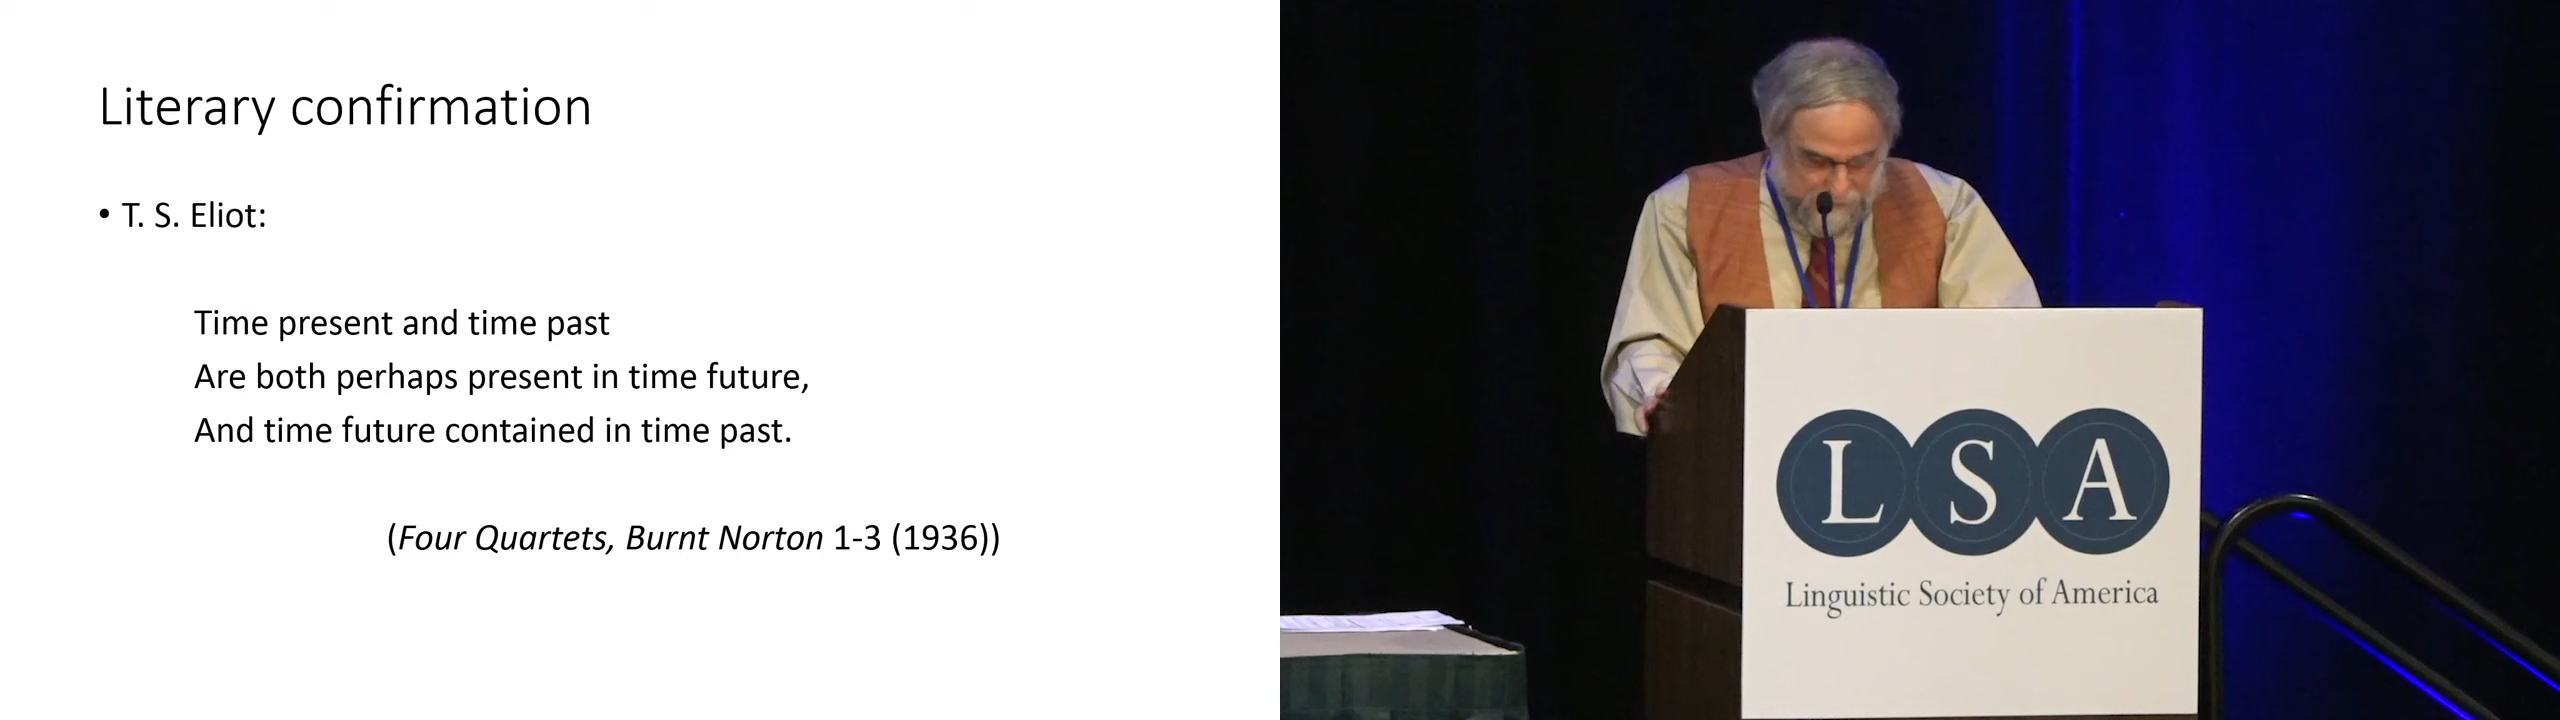 Literary confirmation
• T. S. Eliot:
Time present and time past
Are both perhaps present in time future,
And time future contained in time past.
(Four Quartets, Burnt Norton 1-3 (1936))
L S A
Linguistic Society of America